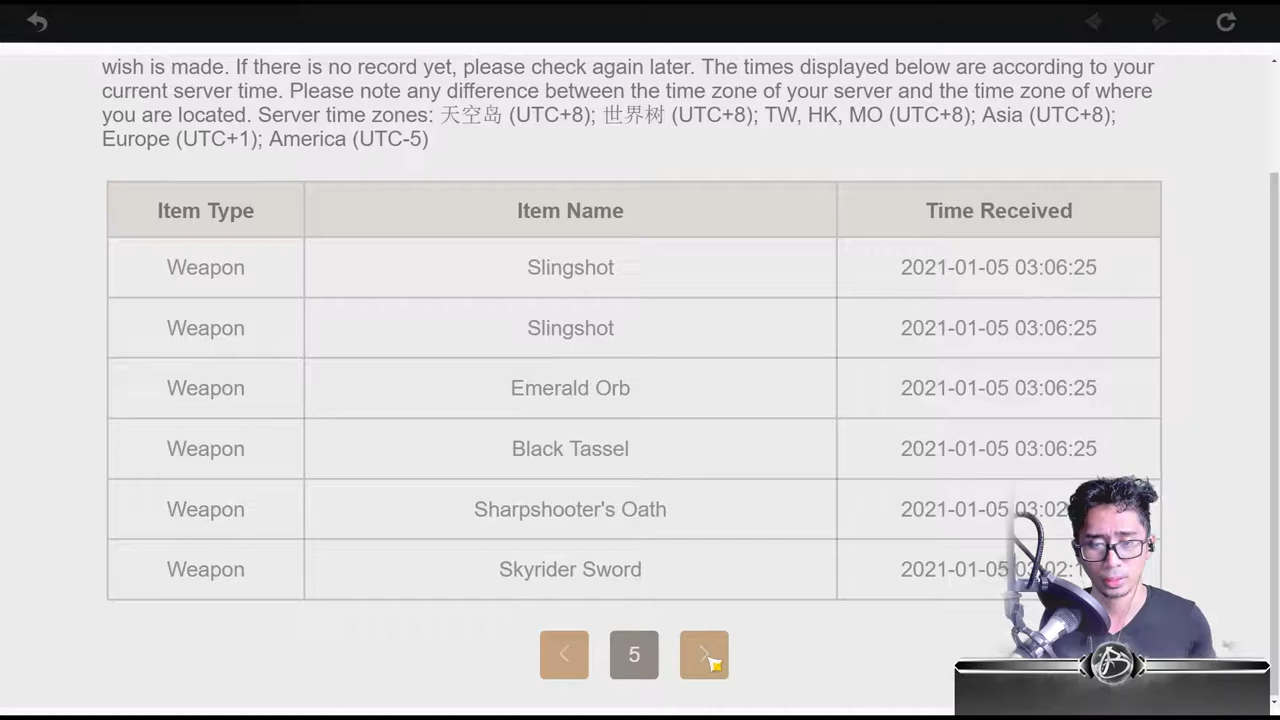 wish is made. If there is no record yet, please check again later. The times displayed below are according to your
current server time. Please note any difference between the time zone of your server and the time zone of where
you are located. Server time zones: 天空岛 (UTC+8); 世界树 (UTC+8); TW, HK, MO (UTC+8); Asia (UTC+8);
Europe (UTC+1); America (UTC-5)
Item Type Item Name Time Received
Weapon Slingshot 2021-01-05 03:06:25
Weapon Slingshot 2021-01-05 03:06:25
Weapon Emerald Orb 2021-01-05 03:06:25
Weapon Black Tassel 2021-01-05 03:06:25
Weapon Sharpshooter's Oath 2021-01-05
Weapon Skyrider Sword 2021-01-05
5